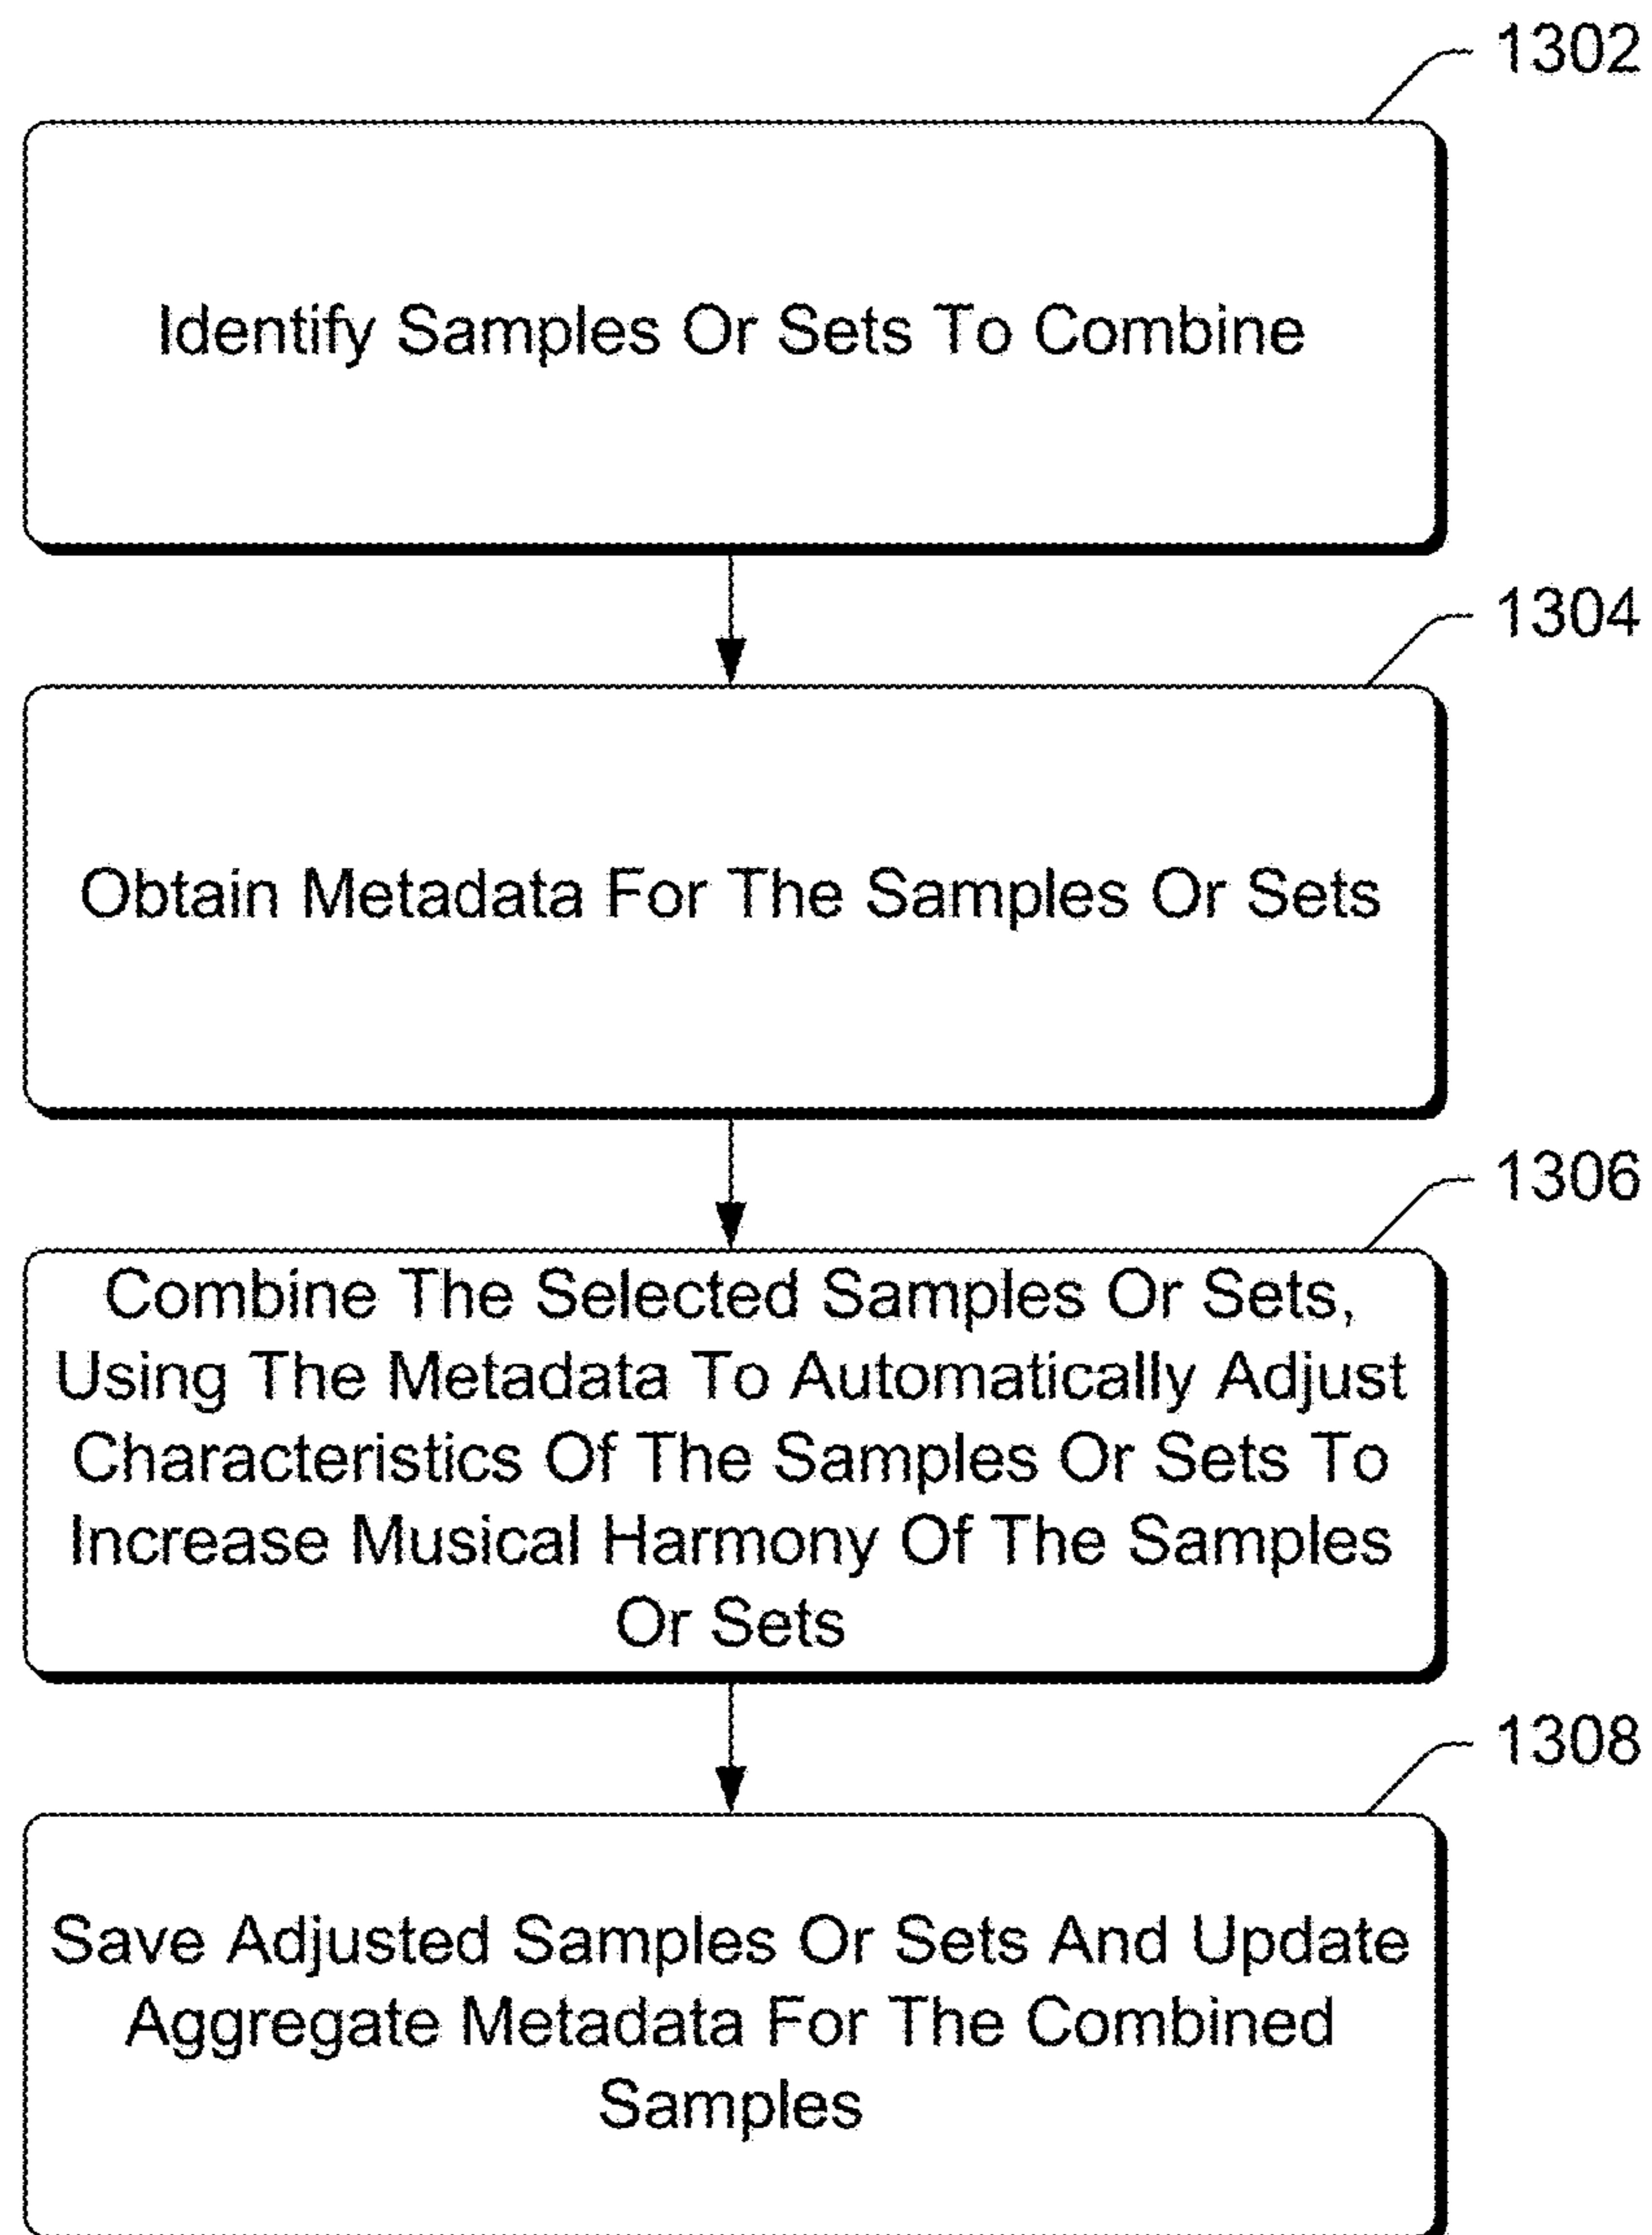 1302
Identify Samples Or Sets To Combine
1304
Obtain Metadata For The Samples Or Sets
1306
Combine The Selected Samples Or Sets,
Using The Metadata To Automatically Adjust
Characteristics Of The Samples Or Sets To
Increase Musical Harmony Of The Samples
Or Sets
1308
Save Adjusted Samples Or Sets And Update
Aggregate Metadata For The Combined
Samples